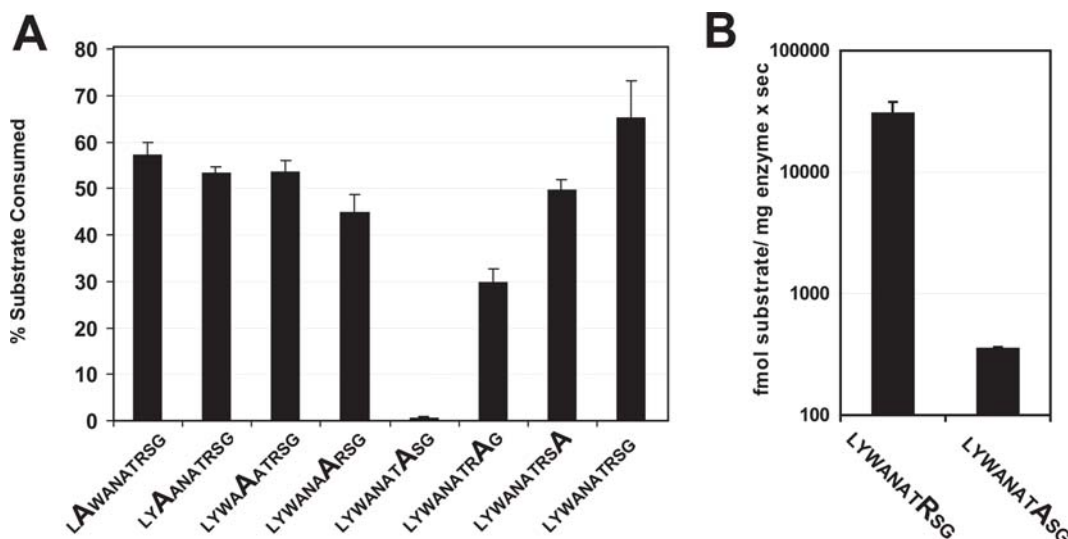 A
80
70
60
50
40
30
20
10
0
% Substrate Consumed
LAWANATRSG
LYAANATRSG
LYWAAATRSG
LYWANAARSG
LYWANATASG
LYWANATRAG
LYWANATRSA
LYWANATRSG
B
100000
10000
1000
100
fmol substrate/ mg enzyme x sec
LYWANATRSG
LYWANATASG